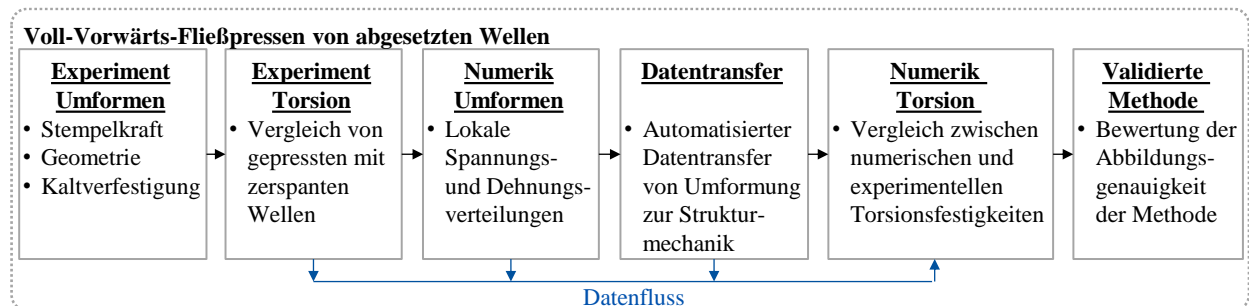 Voll-Vorwärts-Fließpressen von abgesetzten Wellen
Experiment
Umformen
• Stempelkraft
• Geometrie
• Kaltverfestigung
Experiment
Torsion
• Vergleich von
gepressten mit
zerspanten
Wellen
Numerik
Umformen
• Lokale
Spannungs-
und Dehnungs-
verteilungen
Datentransfer
• Automatisierter
Datentransfer
von Umformung
zur Struktur-
mechanik
Numerik
Torsion
• Vergleich zwischen
numerischen und
experimentellen
Torsionsfestigkeiten
Validierte
Methode
• Bewertung der
Abbildungs-
genauigkeit
der Methode
Datenfluss